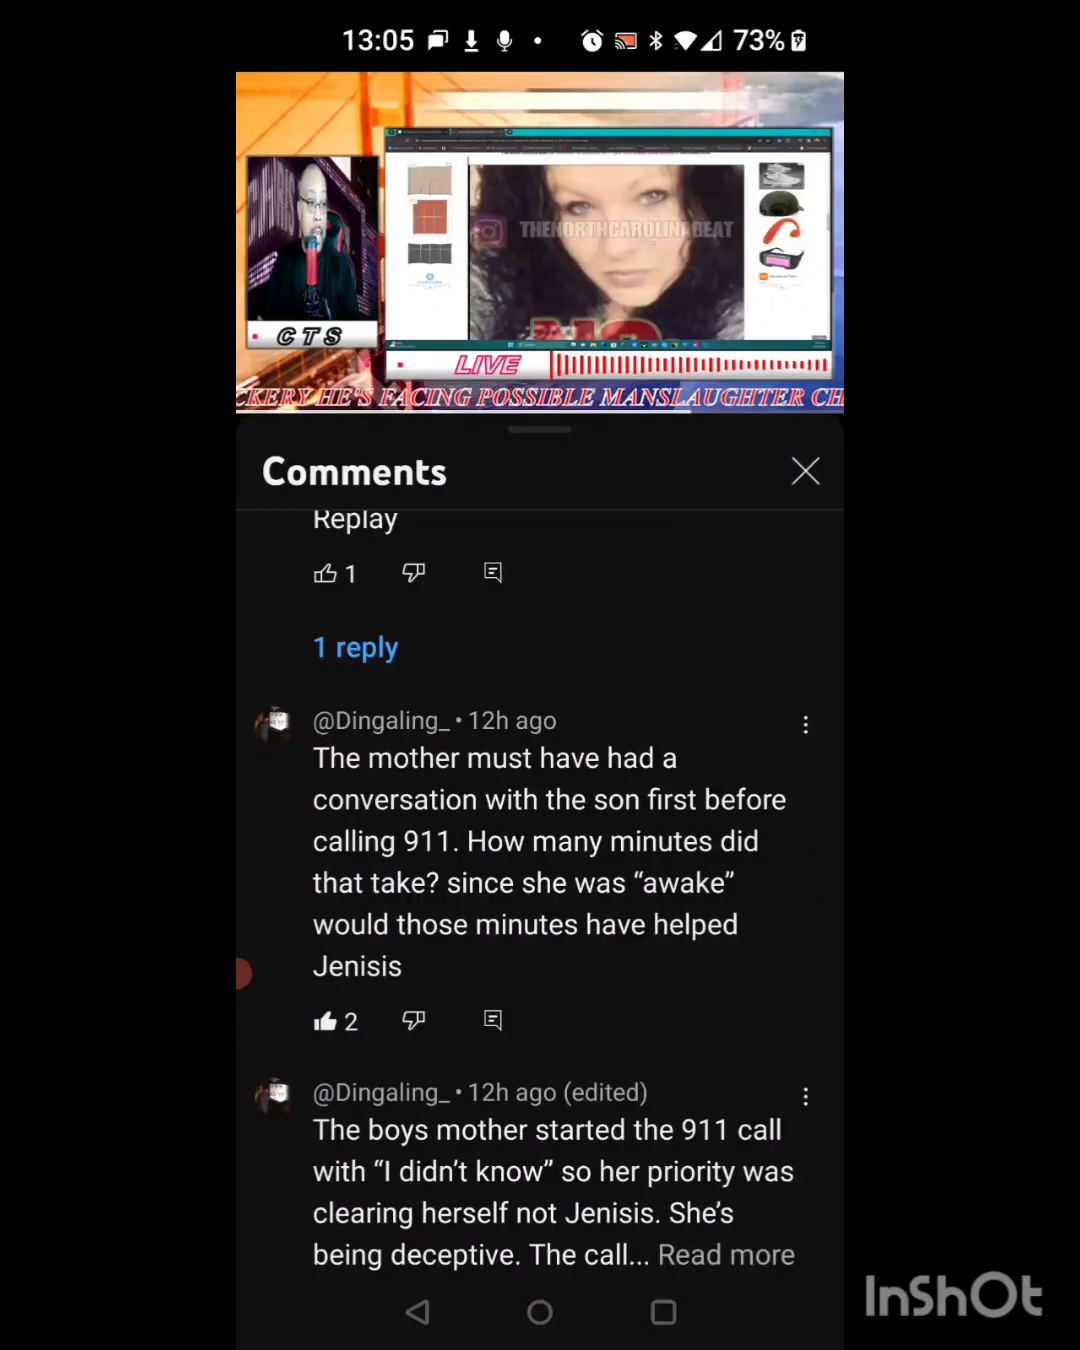 13:05
73%
THENORTHCAROLINABEAT
NO
CTS
LIVE
CKERY HE'S FACING POSSIBLE MANSLAUGHTER CH
Comments
Replay
1
1 reply
@Dingaling_ • 12h ago
The mother must have had a
conversation with the son first before
calling 911. How many minutes did
that take? since she was “awake”
would those minutes have helped
Jenisis
2
@Dingaling_ • 12h ago (edited)
The boys mother started the 911 call
with “I didn’t know” so her priority was
clearing herself not Jenisis. She’s
being deceptive. The call... Read more
InShOt